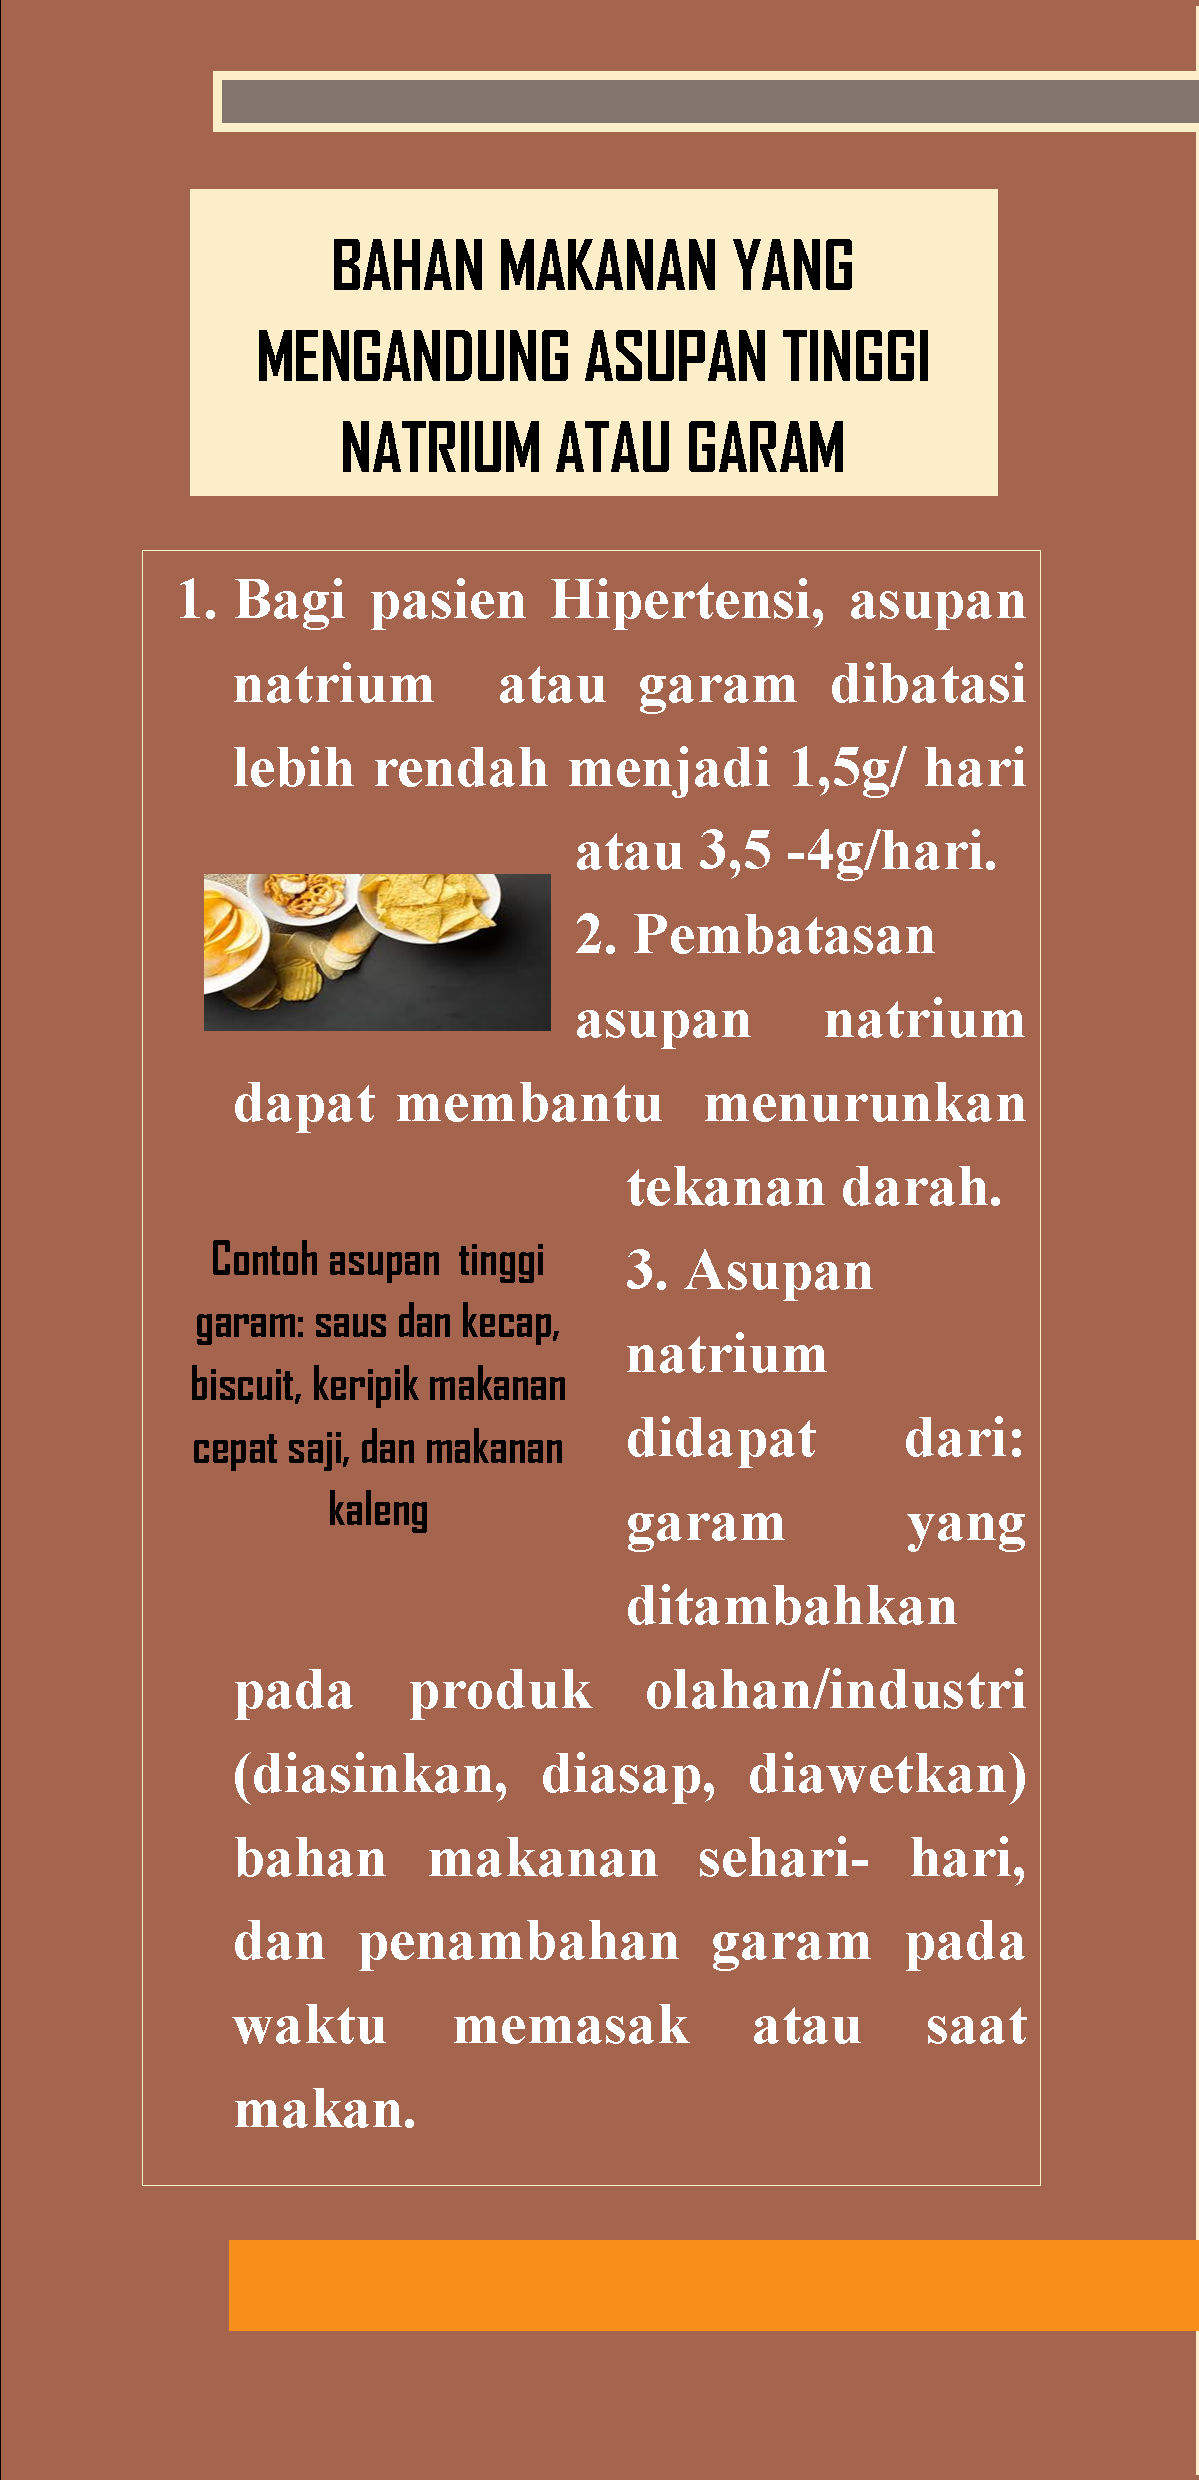 BAHAN MAKANAN YANG
MENGANDUNG ASUPAN TINGGI
NATRIUM ATAU GARAM
1. Bagi pasien Hipertensi, asupan
natrium atau garam dibatasi
lebih rendah menjadi 1,5g/ hari
atau 3,5 -4g/hari.
2. Pembatasan
asupan natrium
dapat membantu menurunkan
tekanan darah.
3. Asupan
natrium
didapat dari:
garam yang
ditambahkan
pada produk olahan/industri
(diasinkan, diasap, diawetkan)
bahan makanan sehari- hari,
dan penambahan garam pada
waktu memasak atau saat
makan.
Contoh asupan tinggi
garam: saus dan kecap,
biscuit, keripik makanan
cepat saji, dan makanan
kaleng